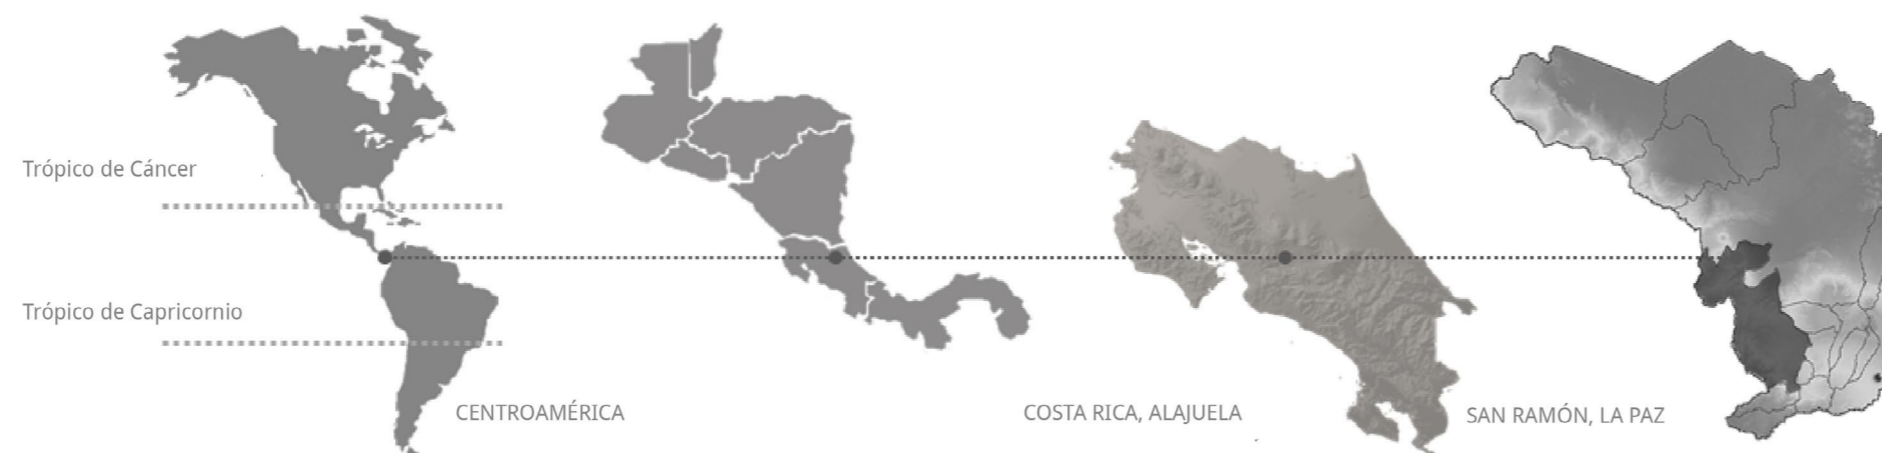 Trópico de Cáncer
Trópico de Capricornio
CENTROAMÉRICA
COSTA RICA, ALAJUELA
SAN RAMÓN, LA PAZ